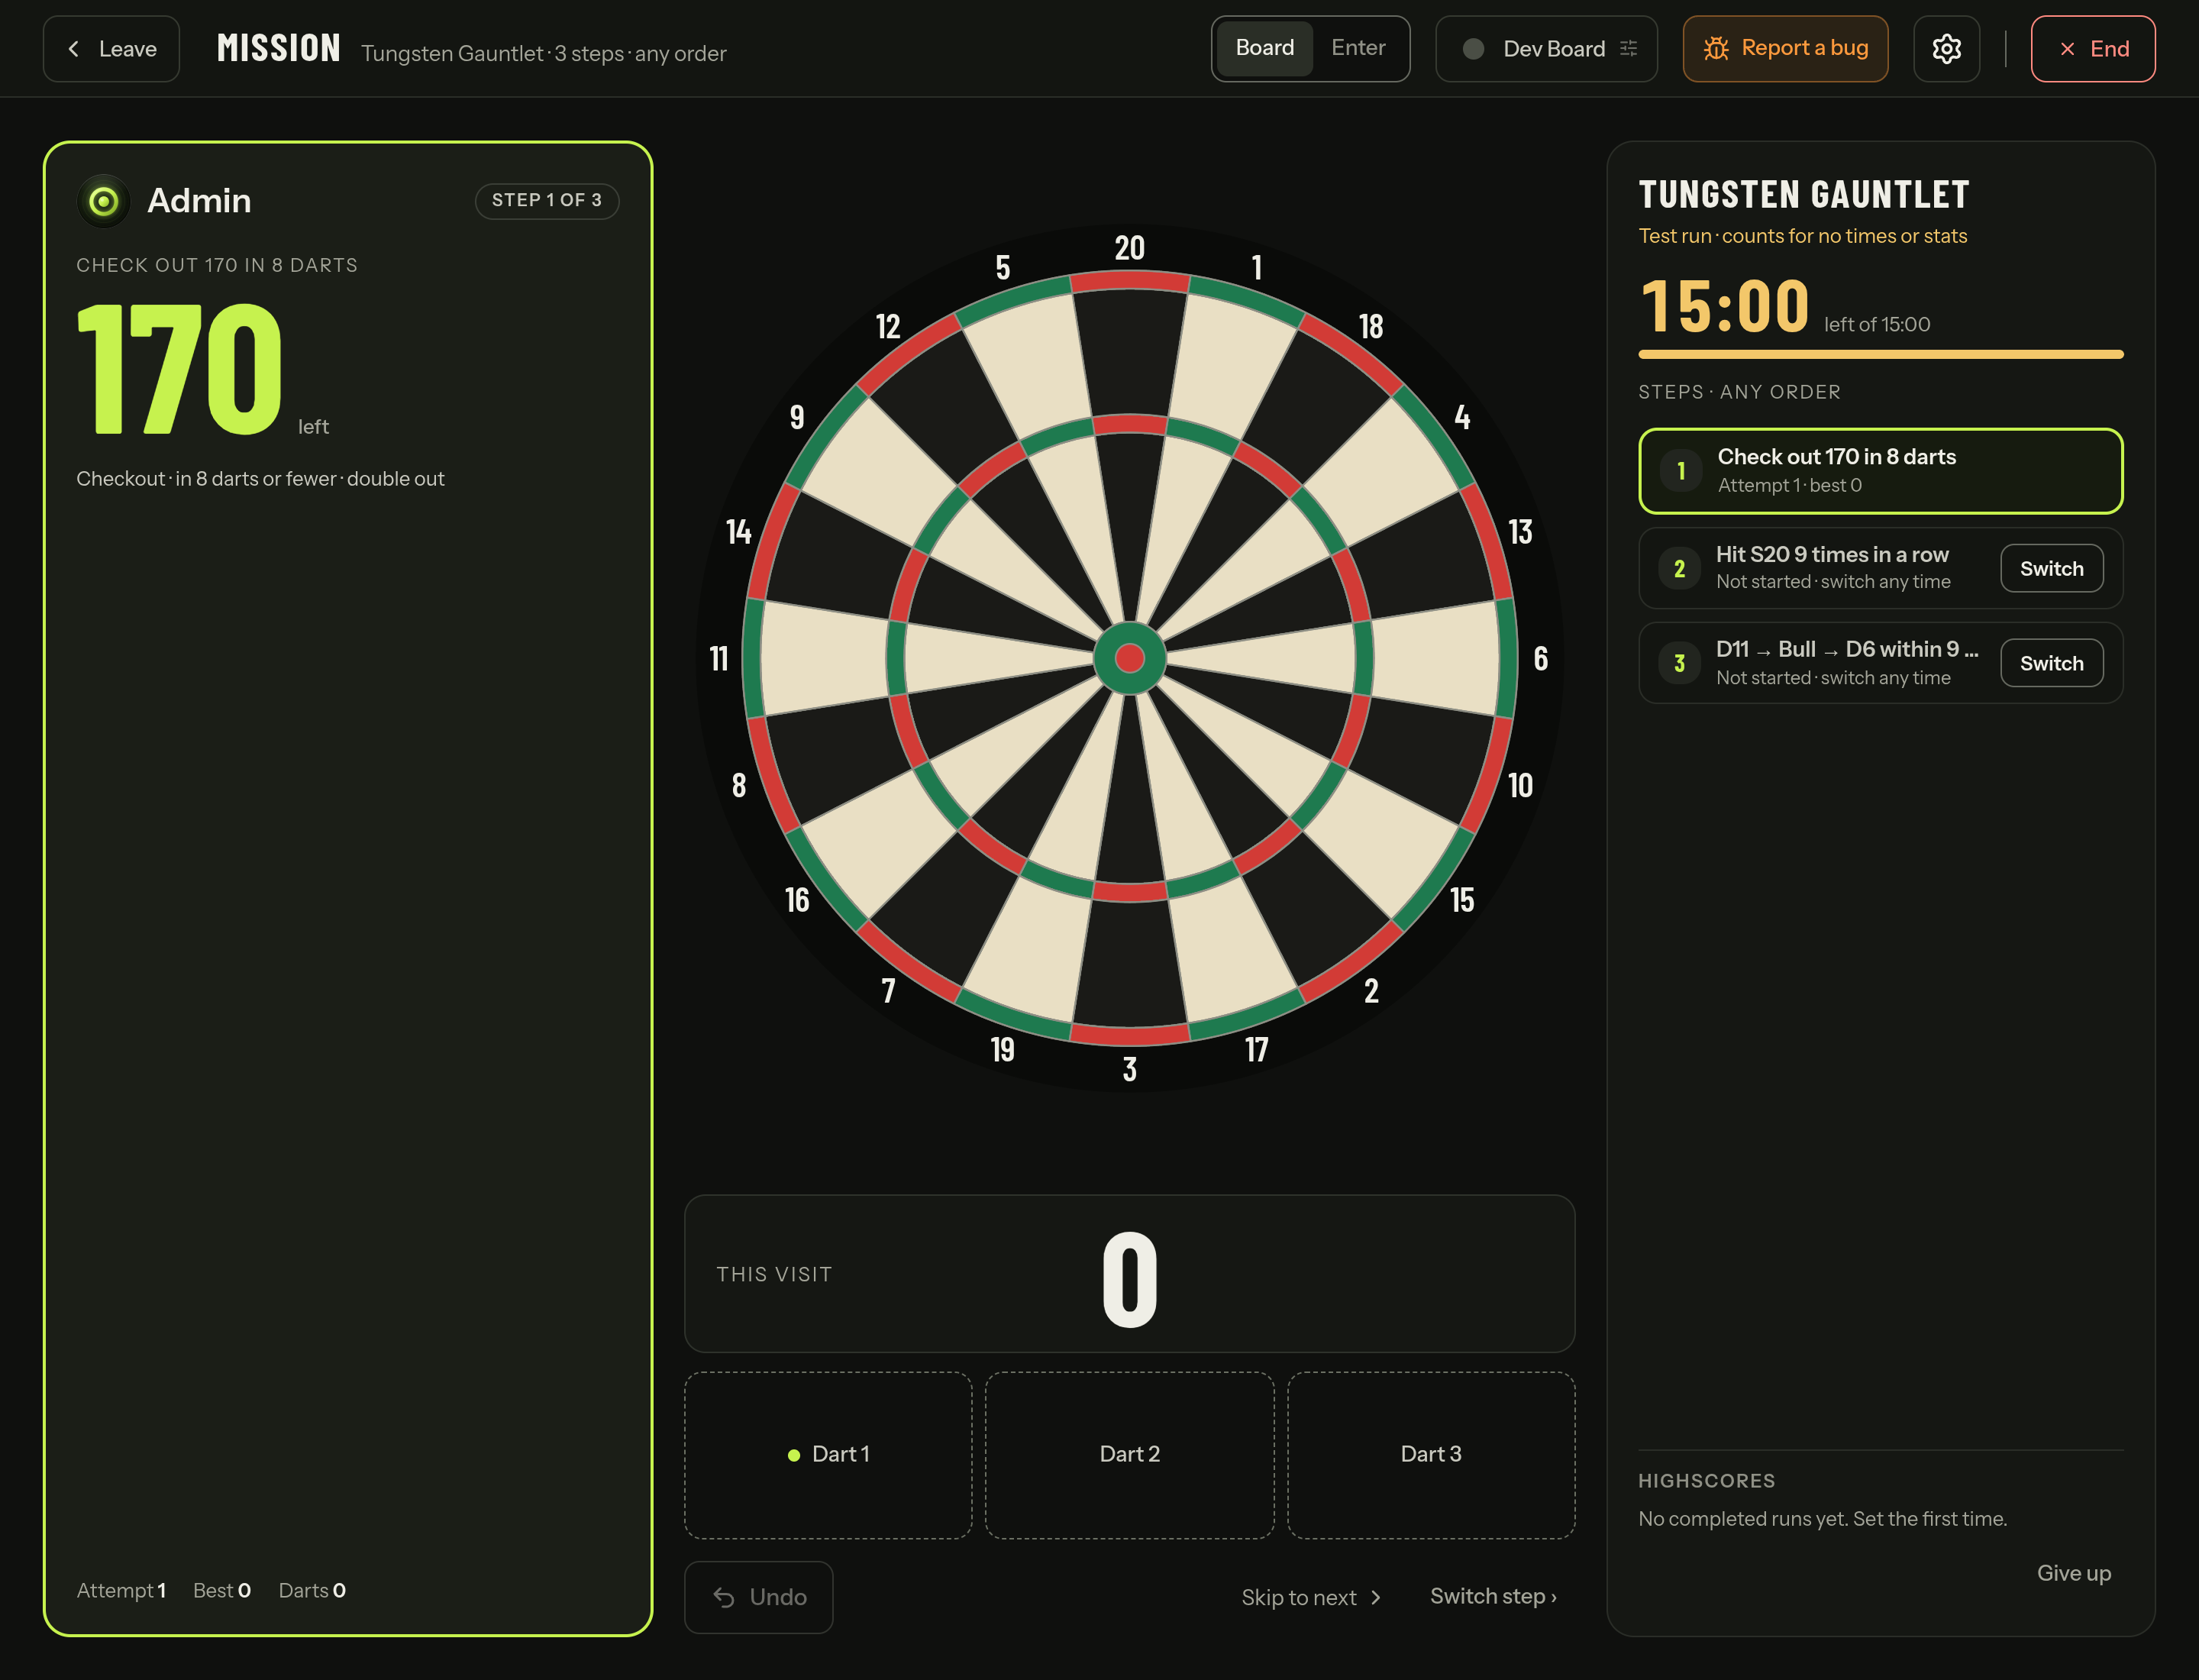 Leave
MISSION
Tungsten Gauntlet · 3 steps · any order
Board
Enter
Dev Board
Report a bug
End
Admin
STEP 1 OF 3
CHECK OUT 170 IN 8 DARTS
170 left
Checkout · in 8 darts or fewer · double out
Attempt 1
Best 0
Darts 0
20
1
18
4
13
6
10
15
2
17
3
19
7
16
8
11
14
9
12
5
THIS VISIT
0
Dart 1
Dart 2
Dart 3
Undo
Skip to next
Switch step ›
TUNGSTEN GAUNTLET
Test run · counts for no times or stats
15:00 left of 15:00
STEPS · ANY ORDER
1
Check out 170 in 8 darts
Attempt 1 · best 0
2
Hit S20 9 times in a row
Not started · switch any time
Switch
3
D11 → Bull → D6 within 9 ...
Not started · switch any time
Switch
HIGHSCORES
No completed runs yet. Set the first time.
Give up